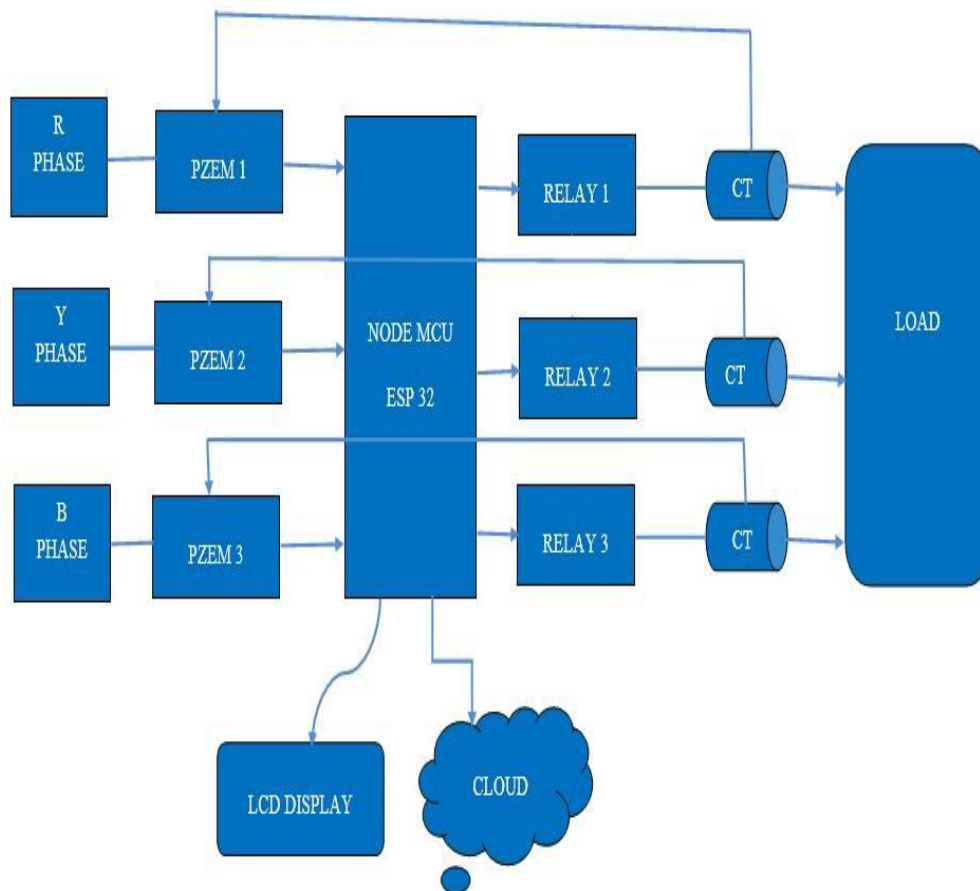 R
PHASE
PZEM 1
RELAY 1
CT
Y
PHASE
PZEM 2
NODE MCU
ESP 32
RELAY 2
CT
LOAD
B
PHASE
PZEM 3
RELAY 3
CT
LCD DISPLAY
CLOUD